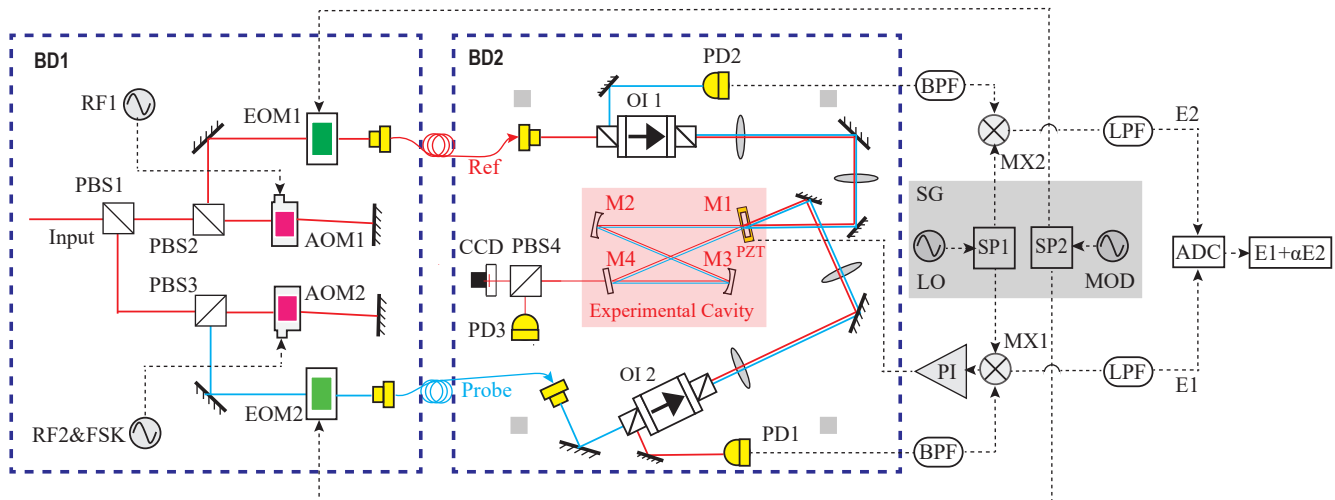 BD1
BD2
RF1
EOM1
PD2
OI 1
BPF
E2
LPF
MX2
Ref
PBS1
Input
PBS2
AOM1
SG
M2
M1
PZT
CCD
PBS4
M4
M3
Experimental Cavity
PD3
LO
SP1
SP2
MOD
ADC
E1+αE2
PBS3
AOM2
MX1
PI
LPF
E1
Probe
OI 2
EOM2
RF2&FSK
PD1
BPF